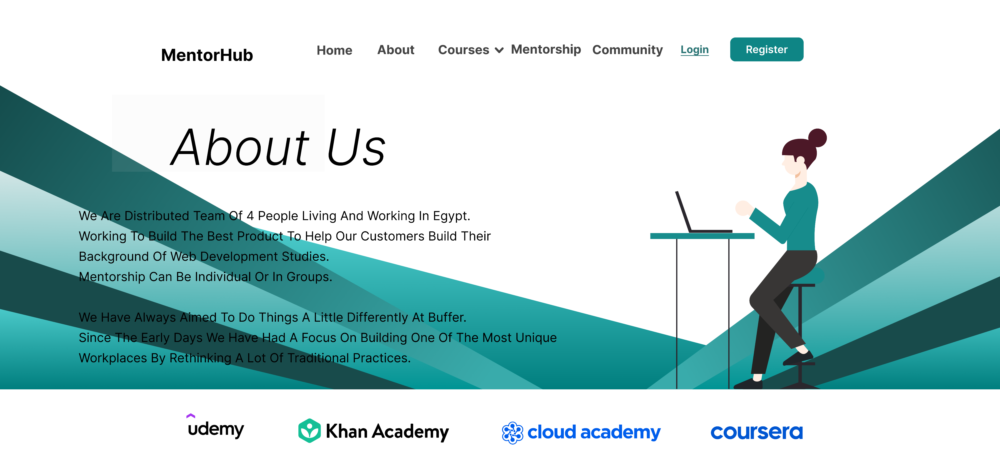 MentorHub
Home About Courses Mentorship Community Login Register
About Us
We Are Distributed Team Of 4 People Living And Working In Egypt.
Working To Build The Best Product To Help Our Customers Build Their
Background Of Web Development Studies.
Mentorship Can Be Individual Or In Groups.
We Have Always Aimed To Do Things A Little Differently At Buffer.
Since The Early Days We Have Had A Focus On Building One Of The Most Unique
Workplaces By Rethinking A Lot Of Traditional Practices.
udemy Khan Academy cloud academy coursera